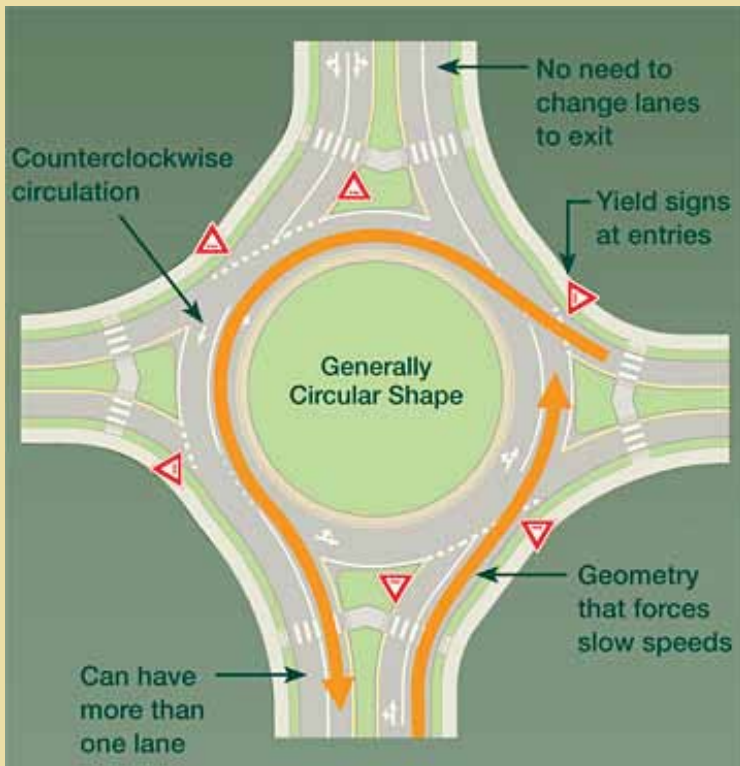 No need to
change lanes
to exit
Counterclockwise
circulation
Yield signs
at entries
Generally
Circular Shape
Geometry
that forces
slow speeds
Can have
more than
one lane